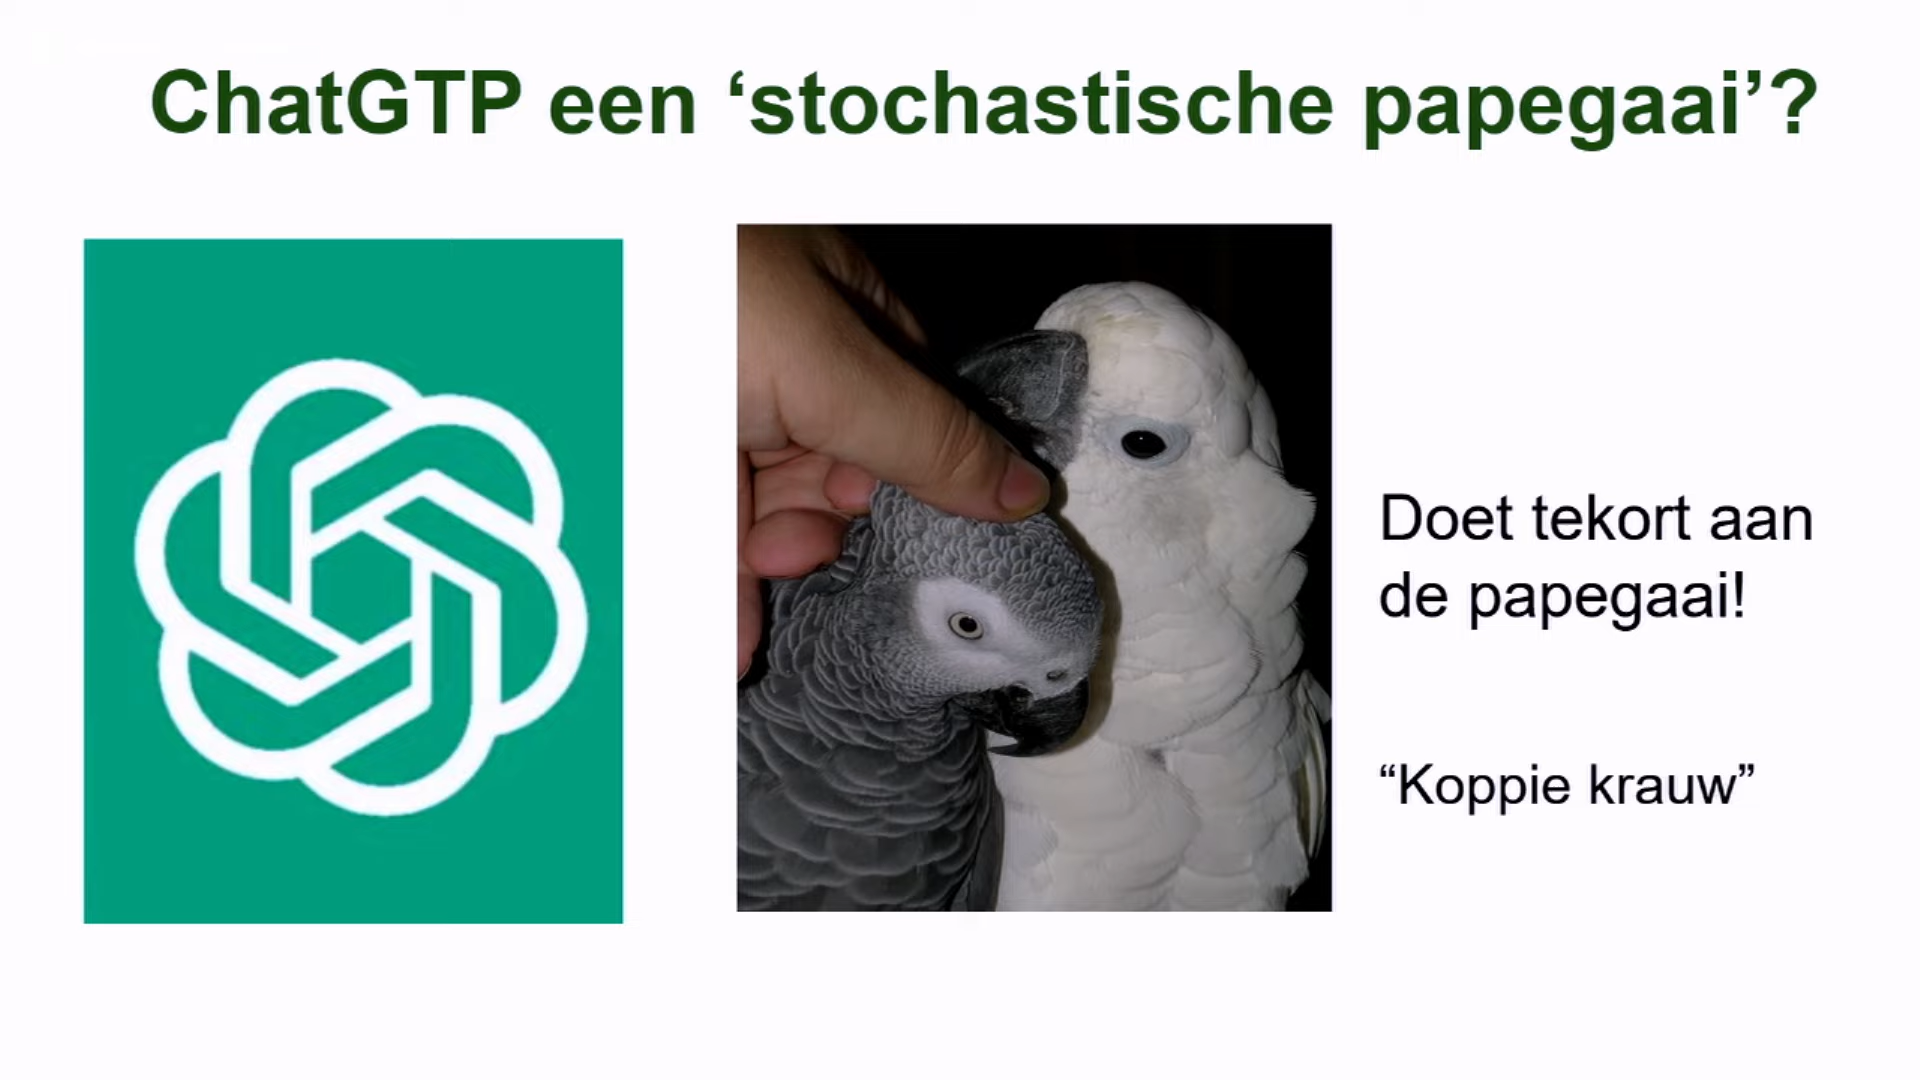 ChatGTP een ‘stochastische papegaai’?
Doet tekort aan
de papegaai!
“Koppie krauw”